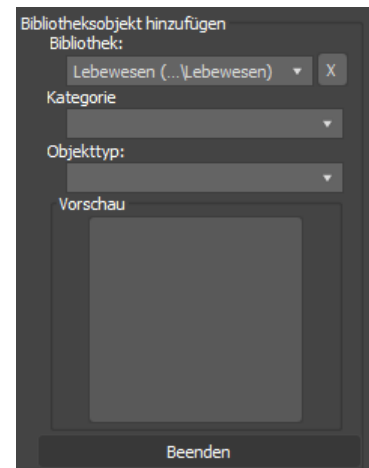 Bibliotheksobjekt hinzufügen
Bibliothek:
Lebewesen (...\Lebewesen)
X
Kategorie
Objekttyp:
Vorschau
Beenden